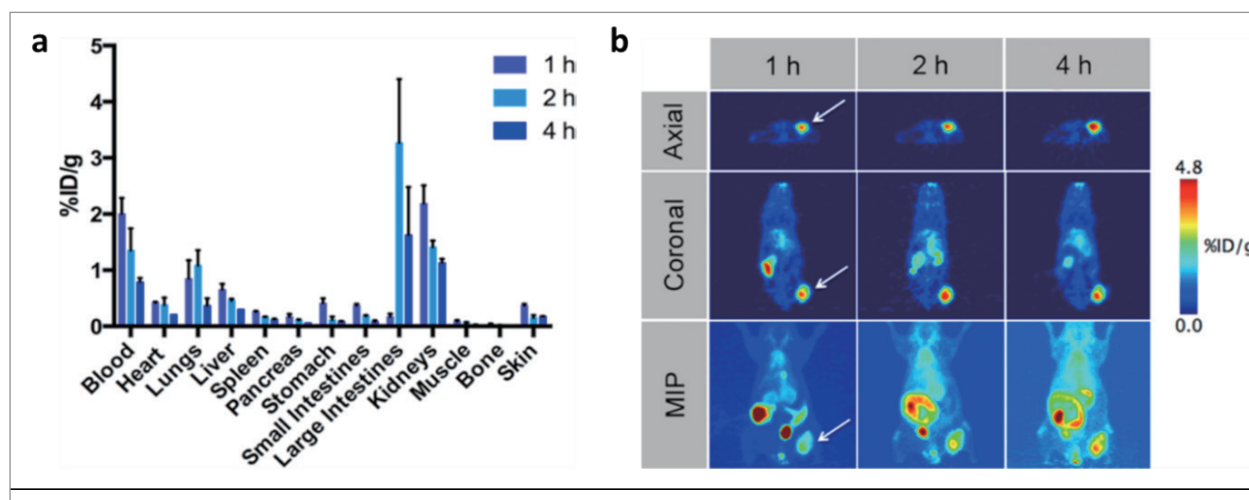 a
5
4
3
2
1
0
%ID/g
1 h
2 h
4 h
Blood
Heart
Lungs
Liver
Spleen
Pancreas
Stomach
Small Intestines
Large Intestines
Kidneys
Muscle
Bone
Skin
b
1 h 2 h 4 h
Axial
Coronal
MIP
4.8
%ID/g
0.0